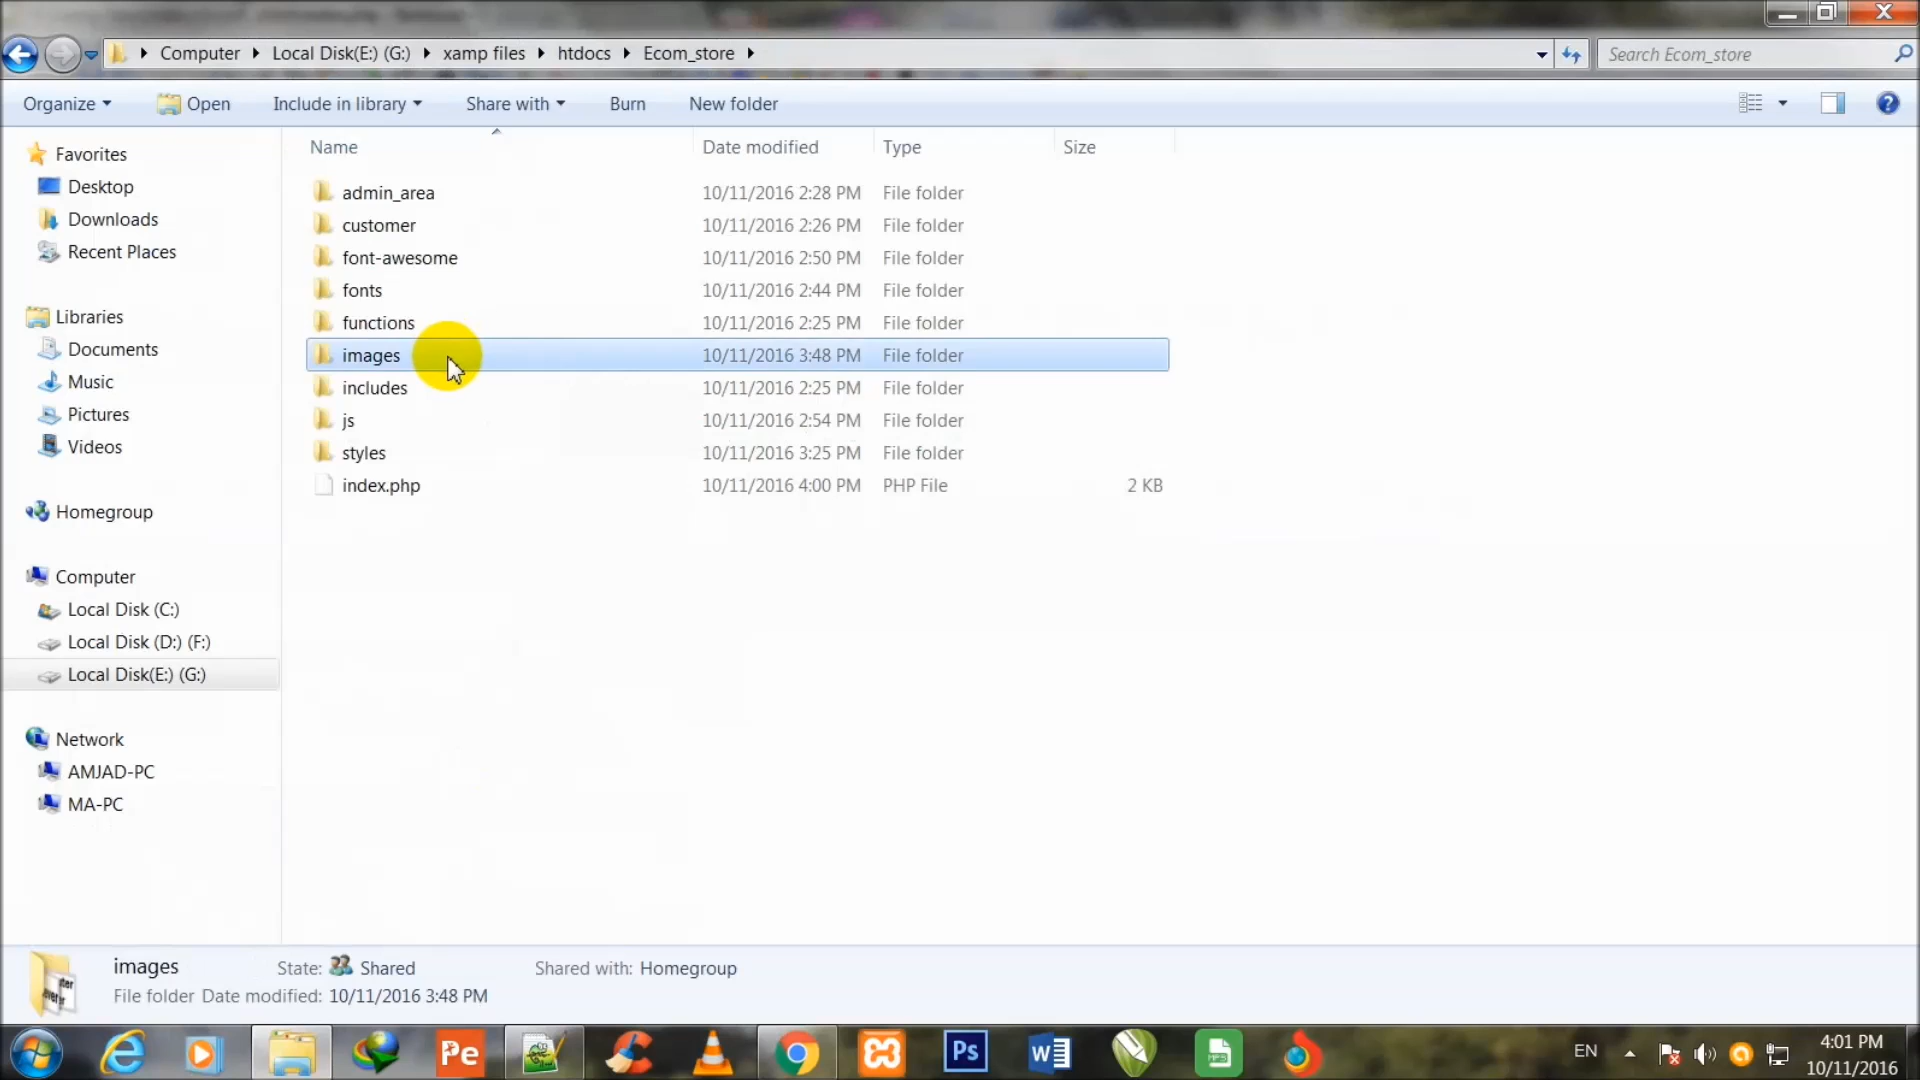 Computer Local Disk(E:) (G:) xamp files htdocs Ecom_store
Search Ecom_store
Organize Open Include in library Share with Burn New folder
Name Date modified Type Size
Favorites
Desktop
Downloads
Recent Places
Libraries
Documents
Music
Pictures
Videos
Homegroup
Computer
Local Disk (C:)
Local Disk (D:) (F:)
Local Disk(E:) (G:)
Network
AMJAD-PC
MA-PC
admin_area 10/11/2016 2:28 PM File folder
customer 10/11/2016 2:26 PM File folder
font-awesome 10/11/2016 2:50 PM File folder
fonts 10/11/2016 2:44 PM File folder
functions 10/11/2016 2:25 PM File folder
images 10/11/2016 3:48 PM File folder
includes 10/11/2016 2:25 PM File folder
js 10/11/2016 2:54 PM File folder
styles 10/11/2016 3:25 PM File folder
index.php 10/11/2016 4:00 PM PHP File 2 KB
images State: Shared Shared with: Homegroup
File folder Date modified: 10/11/2016 3:48 PM
Pe
Ps
W
EN
4:01 PM
10/11/2016